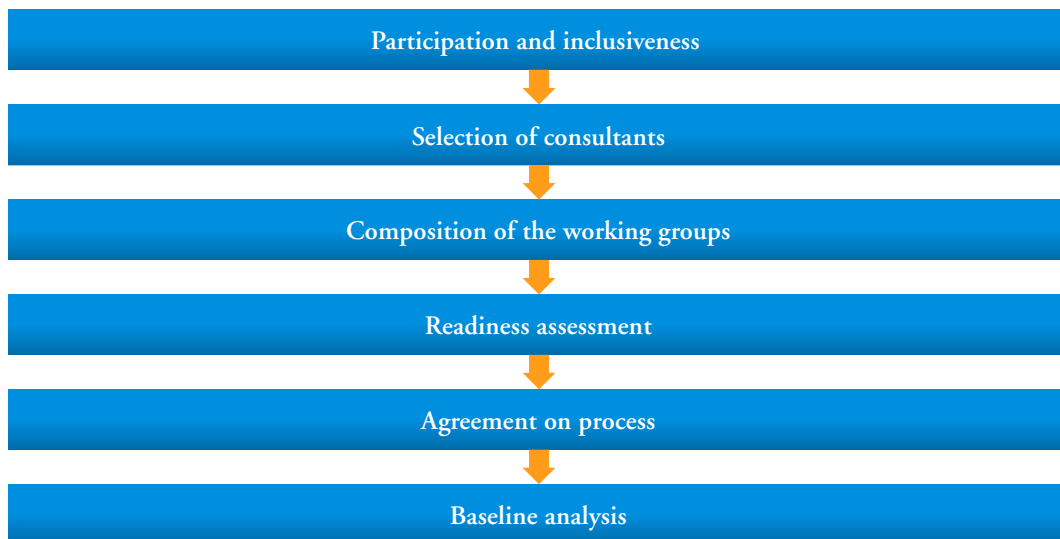 Participation and inclusiveness
Selection of consultants
Composition of the working groups
Readiness assessment
Agreement on process
Baseline analysis